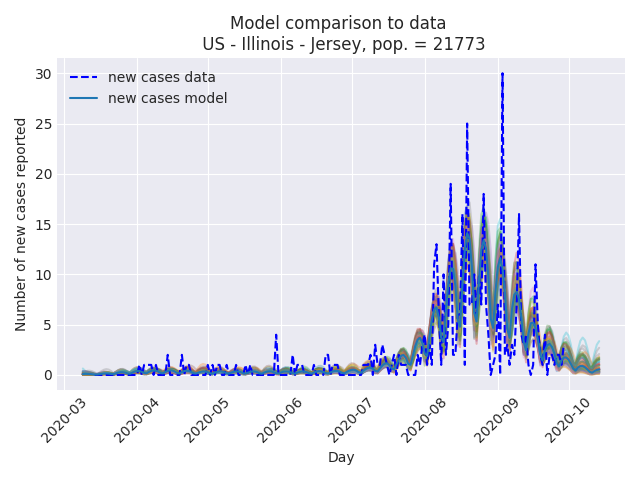 Model comparison to data
US - Illinois - Jersey, pop. = 21773
new cases data
new cases model
Number of new cases reported
30
25
20
15
10
5
0
2020-03
2020-04
2020-05
2020-06
2020-07
2020-08
2020-09
2020-10
Day